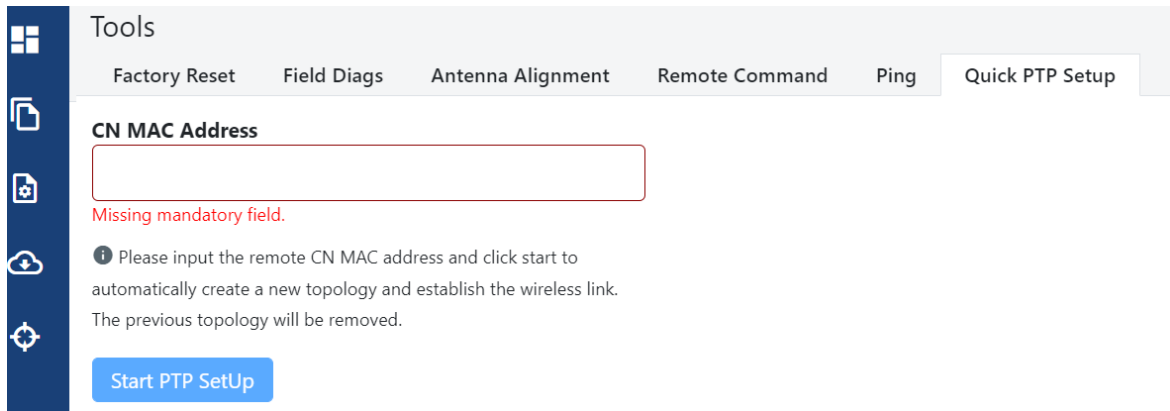 Tools
Factory Reset Field Diags Antenna Alignment Remote Command Ping Quick PTP Setup
CN MAC Address
Missing mandatory field.
Please input the remote CN MAC address and click start to
automatically create a new topology and establish the wireless link.
The previous topology will be removed.
Start PTP SetUp